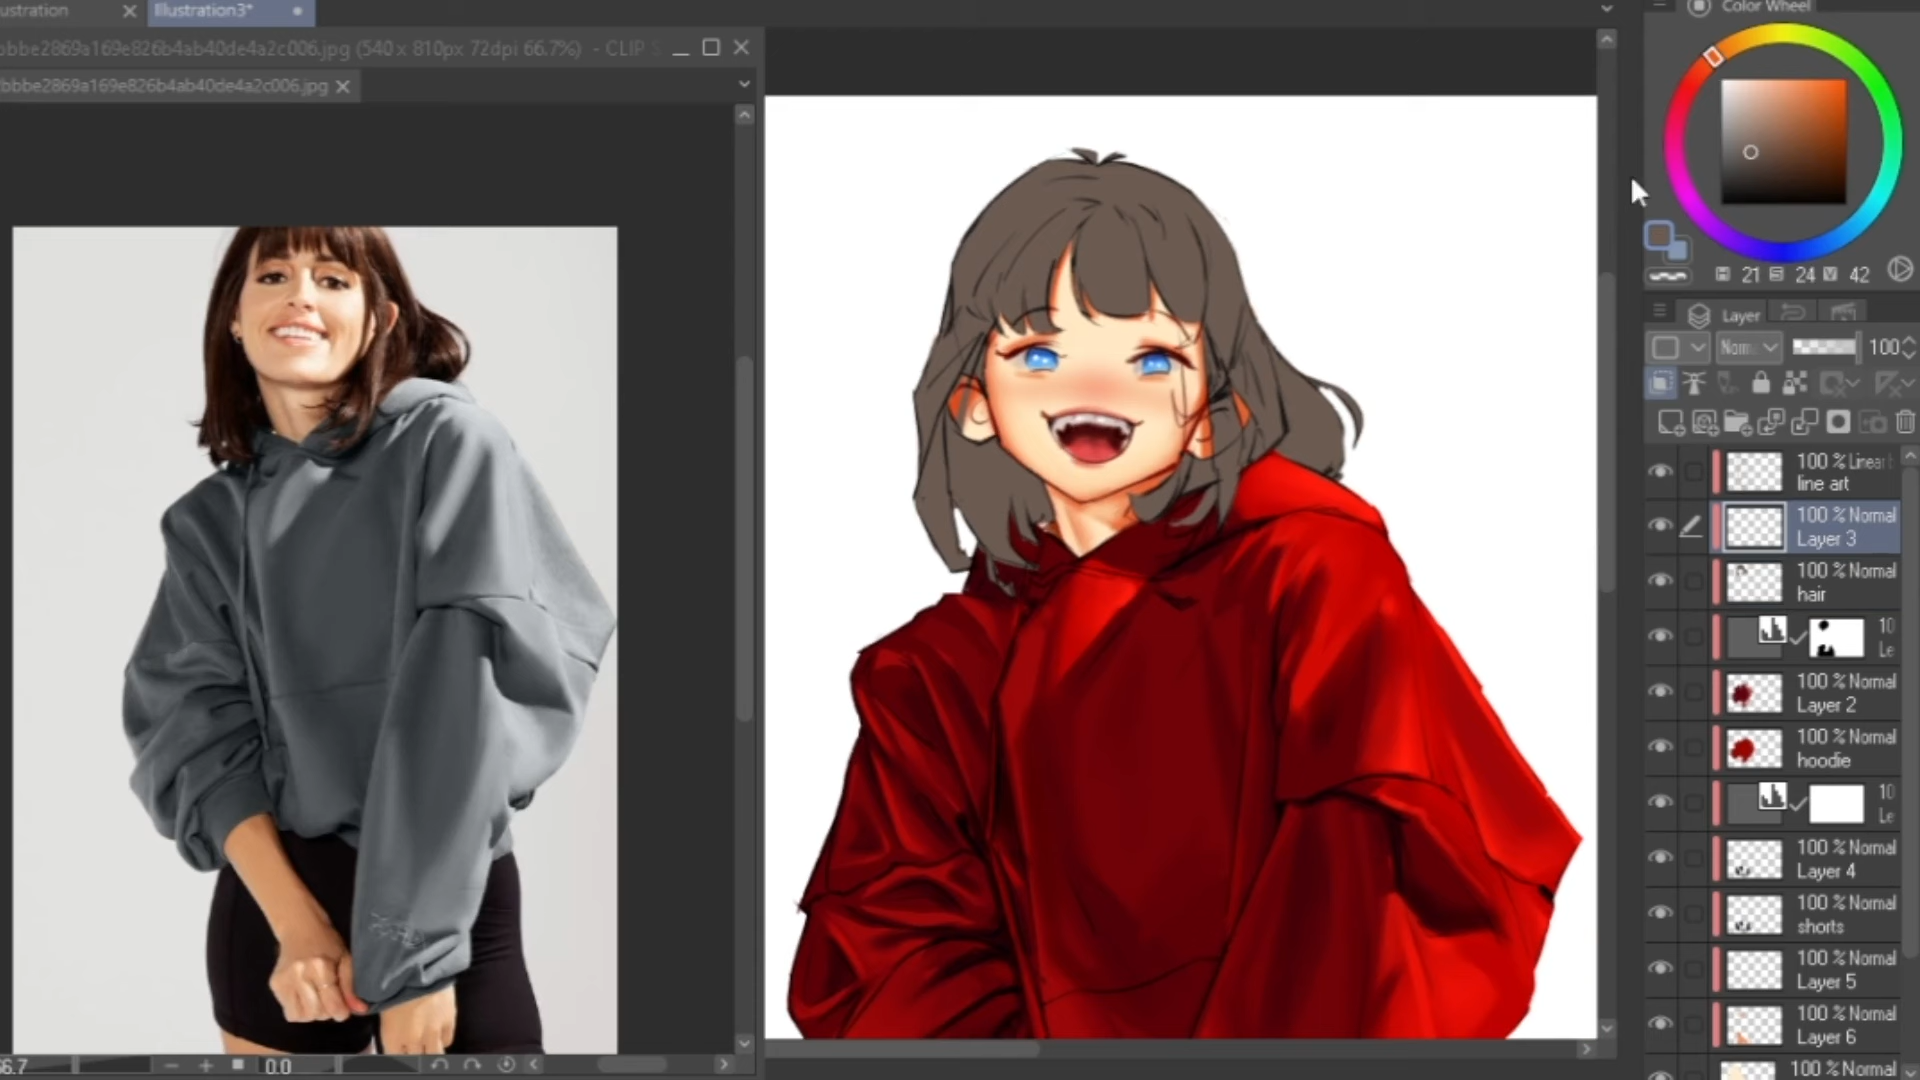 ustration
Illustration3*
Color Wheel
bbbe2869a169e826b4ab40de4a2c006.jpg (540 x 810px 72dpi 66.7%) - CLIP S
bbbe2869a169e826b4ab40de4a2c006.jpg
H 21 S 24 V 42
Layer
Norm 100
100 % Linear b
line art
100 % Normal
Layer 3
100 % Normal
hair
10
Le
100 % Normal
Layer 2
100 % Normal
hoodie
10
Le
100 % Normal
Layer 4
100 % Normal
shorts
100 % Normal
Layer 5
100 % Normal
Layer 6
100 % Normal
66.7
0.0